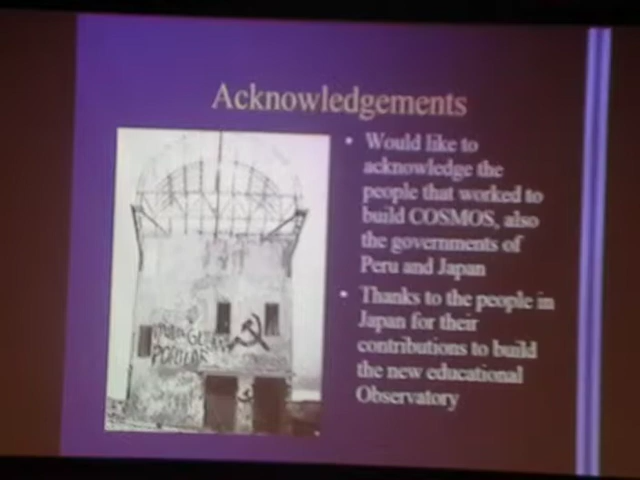 Acknowledgements
• Would like to
acknowledge the
people that worked to
build COSMOS, also
the governments of
Peru and Japan
• Thanks to the people in
Japan for their
contributions to build
the new educational
Observatory
POPULAR